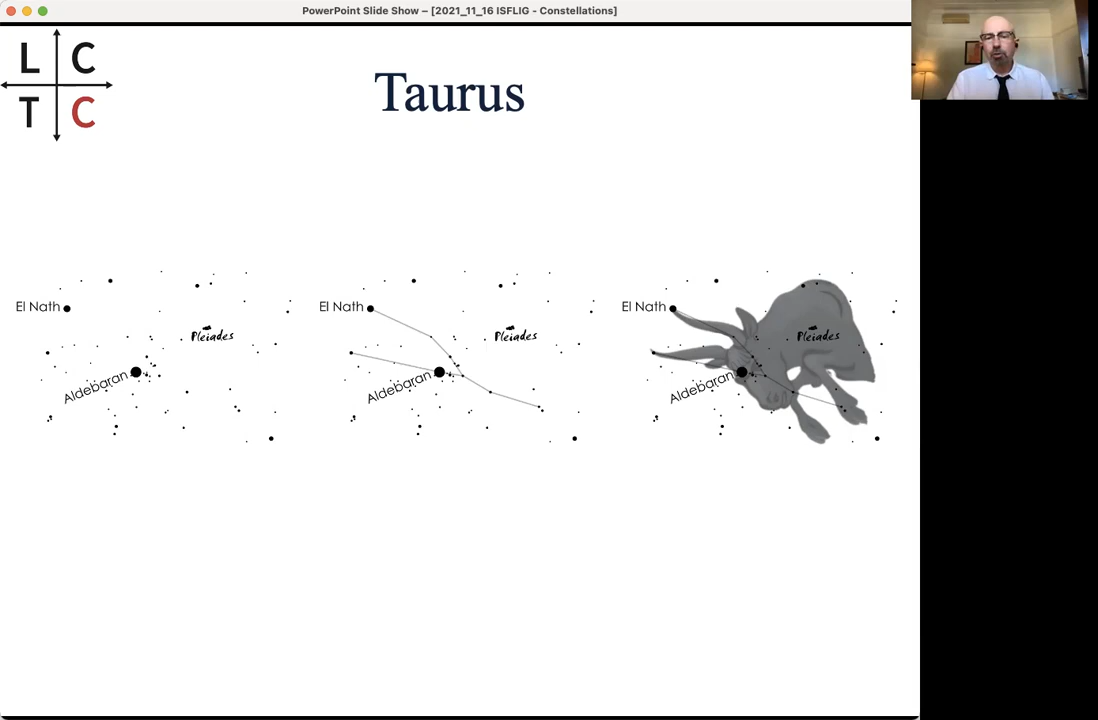 PowerPoint Slide Show – [2021_11_16 ISFLIG - Constellations]
L C
T C
Taurus
El Nath
Pleiades
Aldebaran
El Nath
Pleiades
Aldebaran
El Nath
Pleiades
Aldebaran